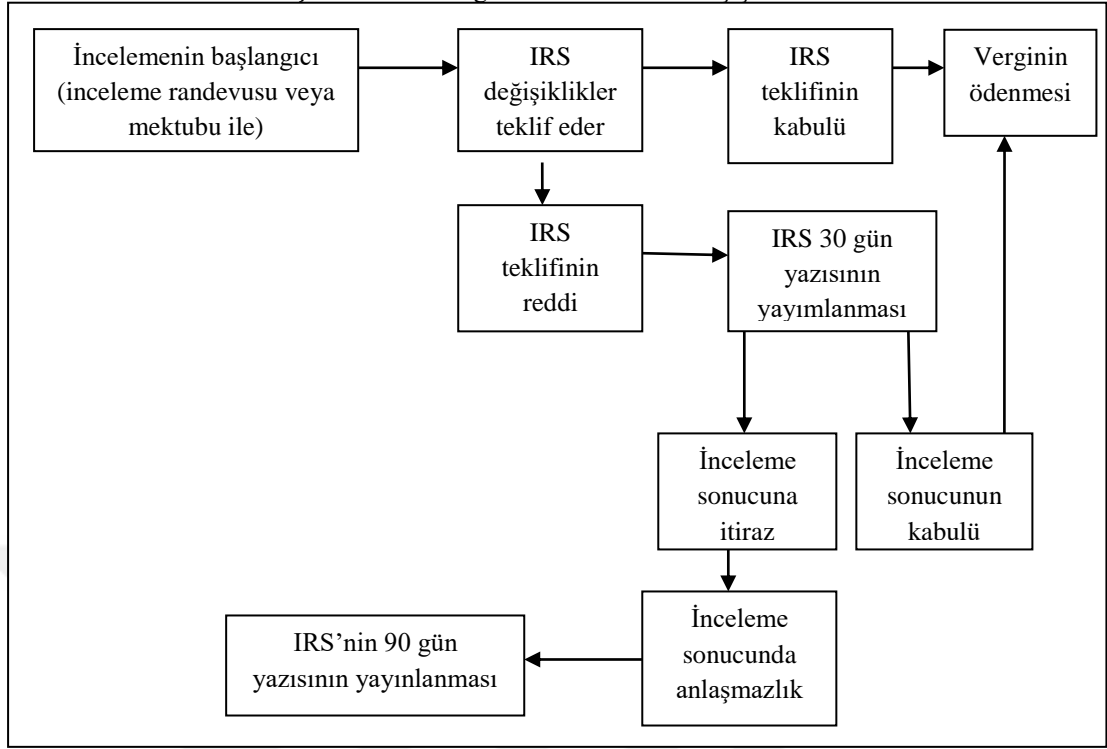 İncelemenin başlangıcı
(inceleme randevusu veya
mektubu ile)
IRS
değişiklikler
teklif eder
IRS
teklifinin
kabulü
Verginin
ödenmesi
IRS
teklifinin
reddi
IRS 30 gün
yazısının
yayımlanması
İnceleme
sonucuna
itiraz
İnceleme
sonucunun
kabulü
İnceleme
sonucunda
anlaşmazlık
IRS’nin 90 gün
yazısının yayınlanması